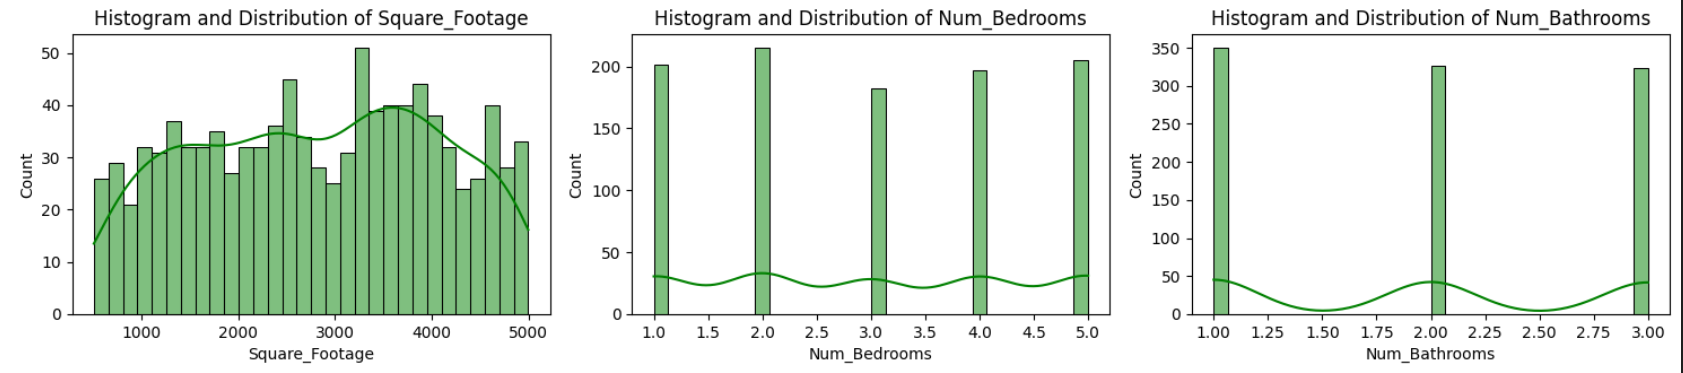 Histogram and Distribution of Square_Footage
Count
50
40
30
20
10
0
1000 2000 3000 4000 5000
Square_Footage
Histogram and Distribution of Num_Bedrooms
Count
200
150
100
50
0
1.0 1.5 2.0 2.5 3.0 3.5 4.0 4.5 5.0
Num_Bedrooms
Histogram and Distribution of Num_Bathrooms
Count
350
300
250
200
150
100
50
0
1.00 1.25 1.50 1.75 2.00 2.25 2.50 2.75 3.00
Num_Bathrooms